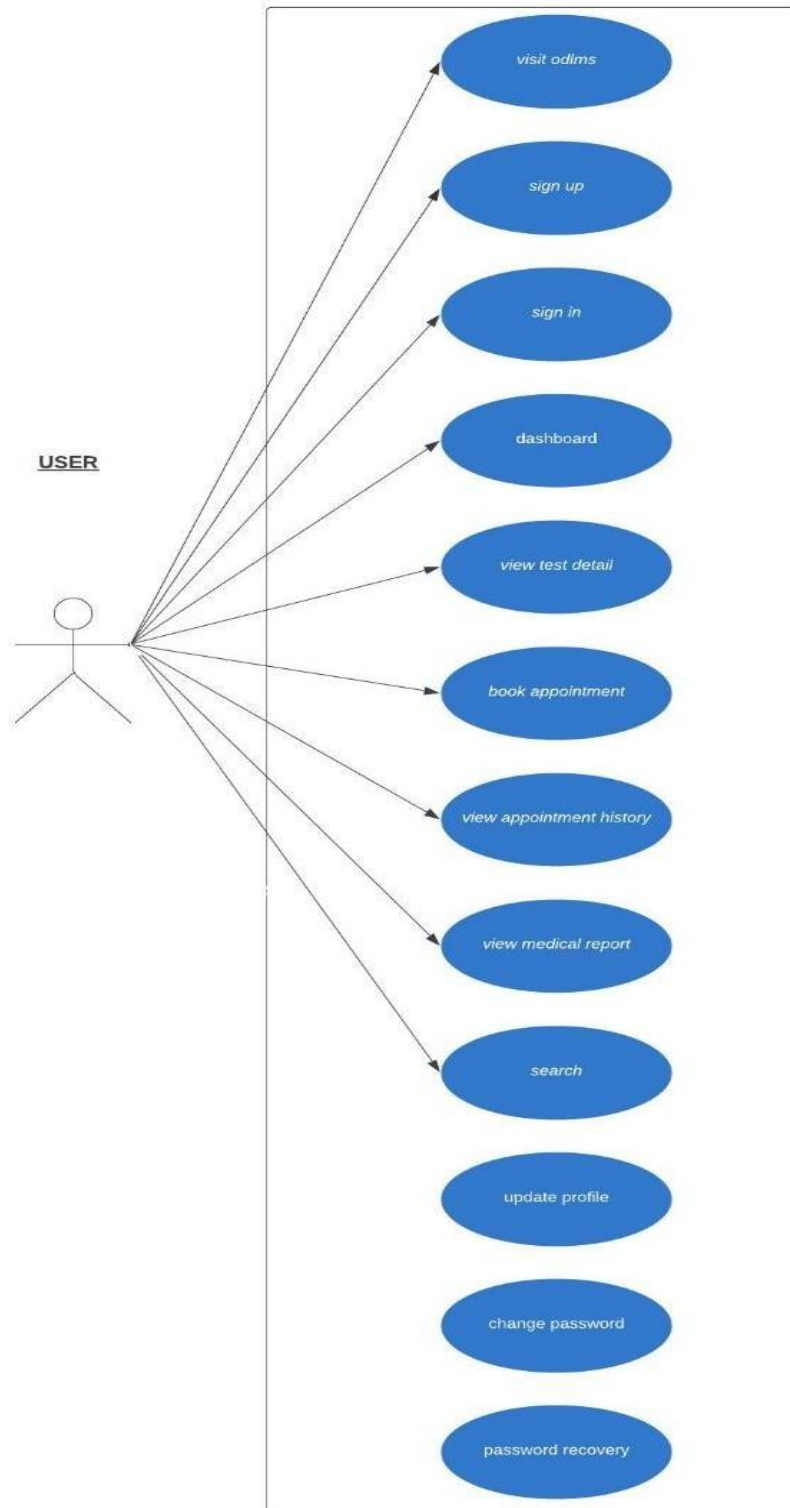 visit odlms
sign up
sign in
dashboard
USER
view test detail
book appointment
view appointment history
view medical report
search
update profile
change password
password recovery